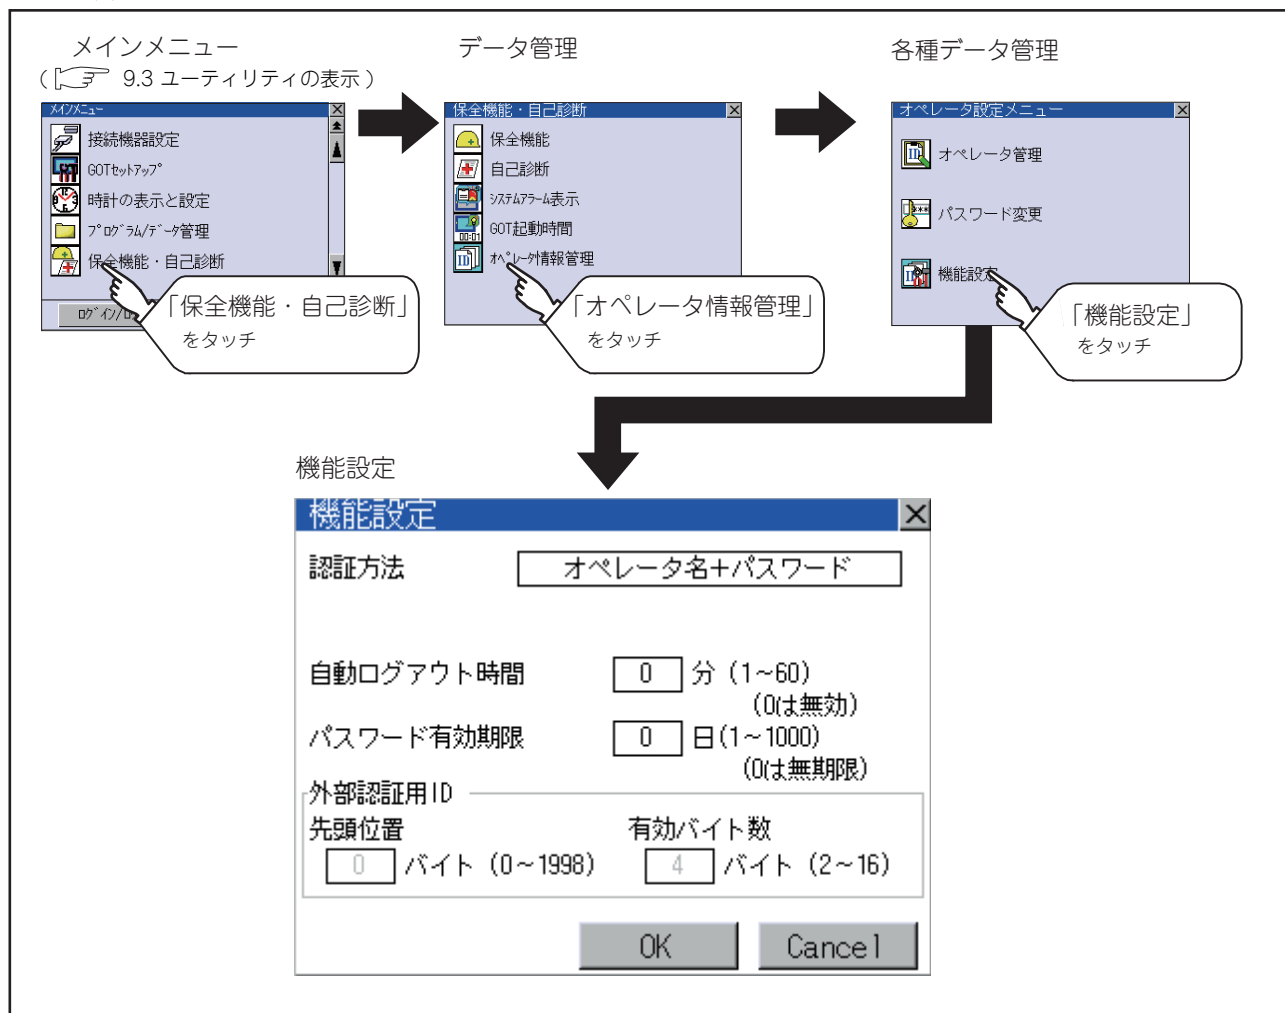 メインメニュー
( 9.3 ユーティリティの表示 )
データ管理
各種データ管理
メインメニュー
接続機器設定
GOTセットアップ
時計の表示と設定
プログラム/データ管理
保全機能・自己診断
ログイン/ロ
「保全機能・自己診断」
をタッチ
保全機能・自己診断
保全機能
自己診断
システムアラーム表示
GOT起動時間
オペレータ情報管理
「オペレータ情報管理」
をタッチ
オペレータ設定メニュー
オペレータ管理
パスワード変更
機能設定
「機能設定」
をタッチ
機能設定
機能設定
認証方法 オペレータ名+パスワード
自動ログアウト時間 0 分 (1~60)
(0は無効)
パスワード有効期限 0 日(1~1000)
(0は無期限)
外部認証用ID
先頭位置 有効バイト数
0 バイト (0~1998) 4 バイト (2~16)
OK Cancel